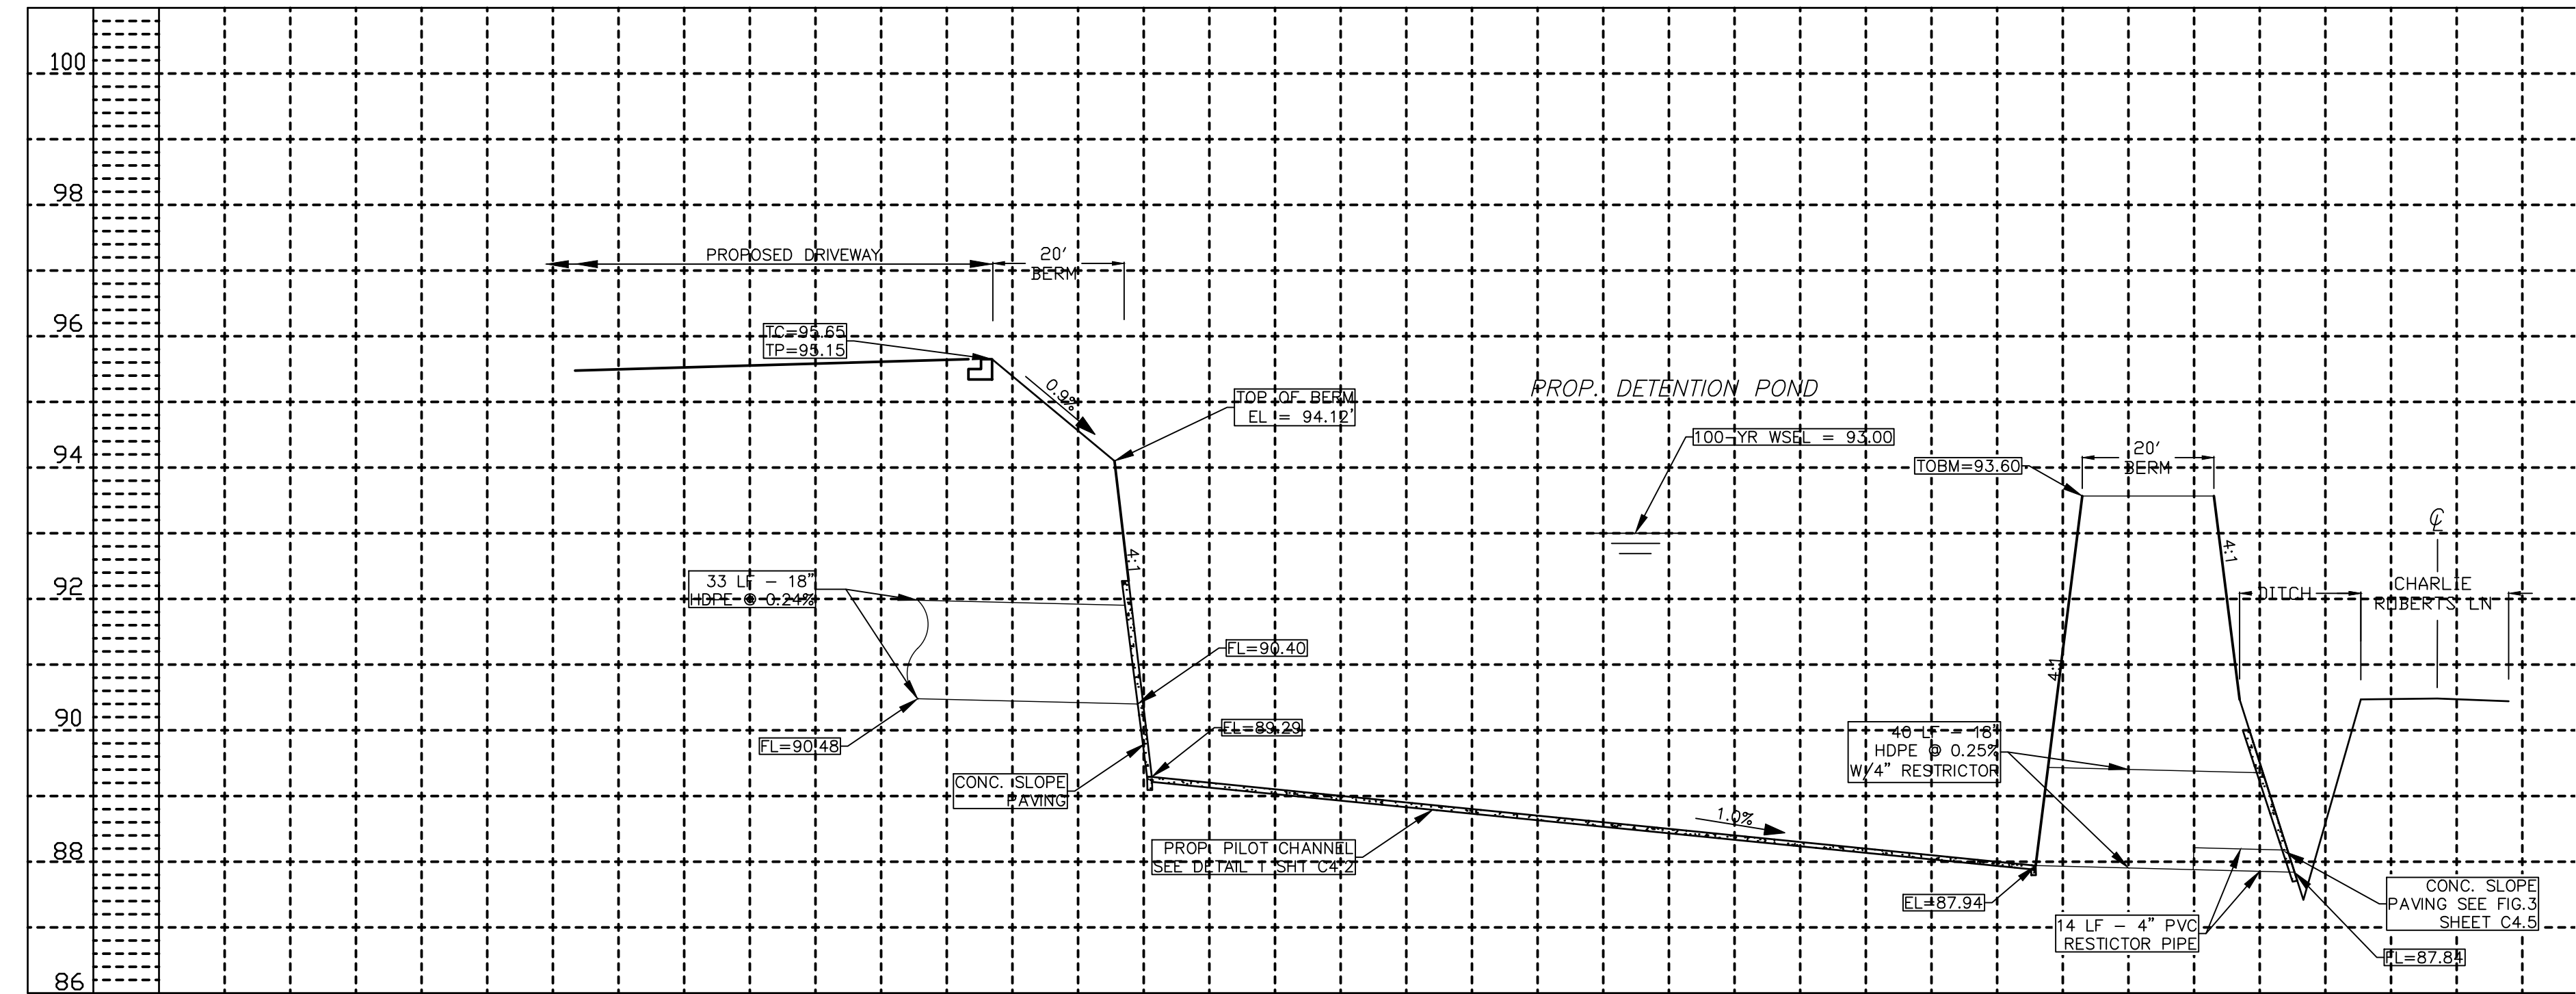 100
98
96
94
92
90
88
86
PROPOSED DRIVEWAY
20'
BERM
TC=95.65
TP=95.15
0.9%
TOP OF BERM
EL = 94.12'
PROP. DETENTION POND
100-YR WSEL = 93.00
TOBM=93.60
20'
BERM
4:1
4:1
4:1
33 LF - 18"
HDPE @ 0.24%
FL=90.40
FL=90.48
EL=89.29
CONC. SLOPE
PAVING
PROP. PILOT CHANNEL
SEE DETAIL 1 SHT C4.2
1.0%
40 LF - 18"
HDPE @ 0.25%
W/4" RESTRICTOR
EL=87.94
DITCH
℄
CHARLIE
ROBERTS LN
14 LF - 4" PVC
RESTICTOR PIPE
CONC. SLOPE
PAVING SEE FIG.3
SHEET C4.5
FL=87.84